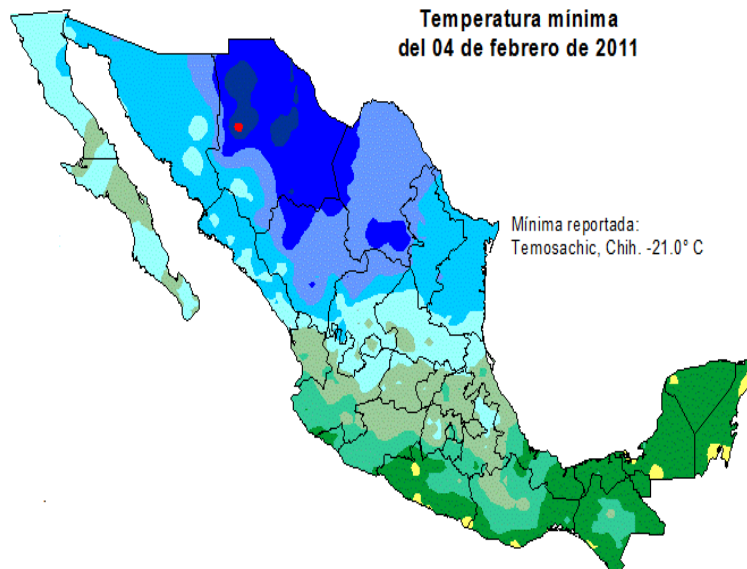 Temperatura mínima
del 04 de febrero de 2011
Mínima reportada:
Temosachic, Chih. -21.0° C